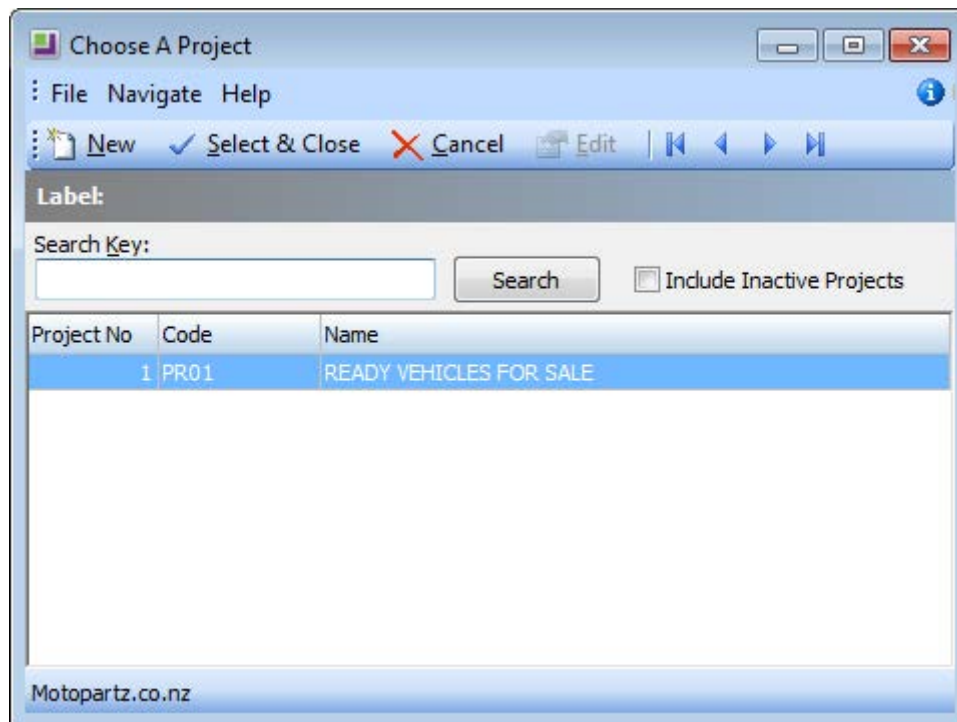 Choose A Project
File Navigate Help
New Select & Close Cancel Edit
Label:
Search Key:
Search Include Inactive Projects
Project No Code Name
1 PR01 READY VEHICLES FOR SALE
Motopartz.co.nz